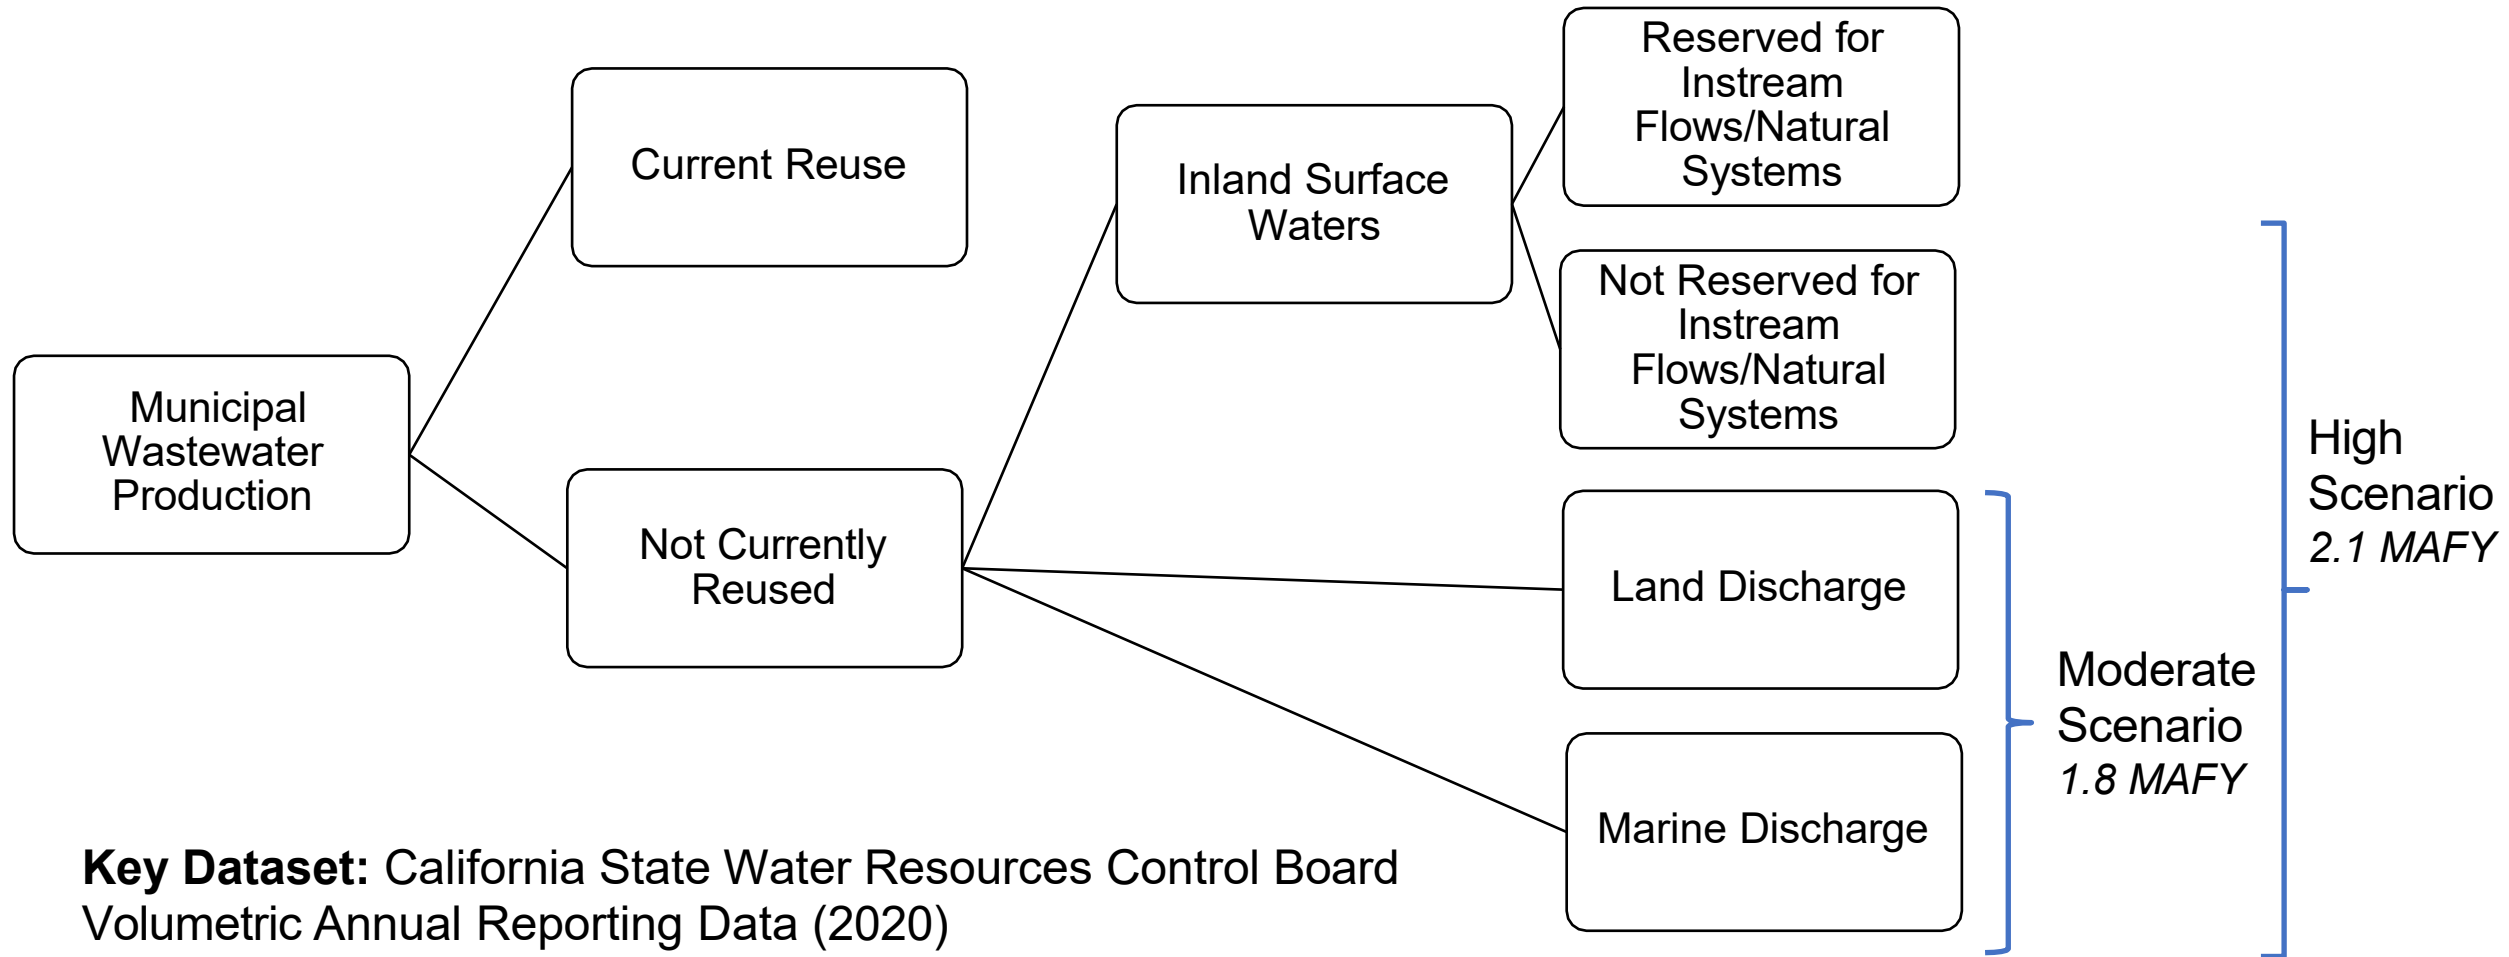 Municipal
Wastewater
Production
Current Reuse
Not Currently
Reused
Inland Surface
Waters
Reserved for
Instream
Flows/Natural
Systems
Not Reserved for
Instream
Flows/Natural
Systems
Land Discharge
Marine Discharge
Moderate
Scenario
1.8 MAFY
High
Scenario
2.1 MAFY
Key Dataset: California State Water Resources Control Board
Volumetric Annual Reporting Data (2020)